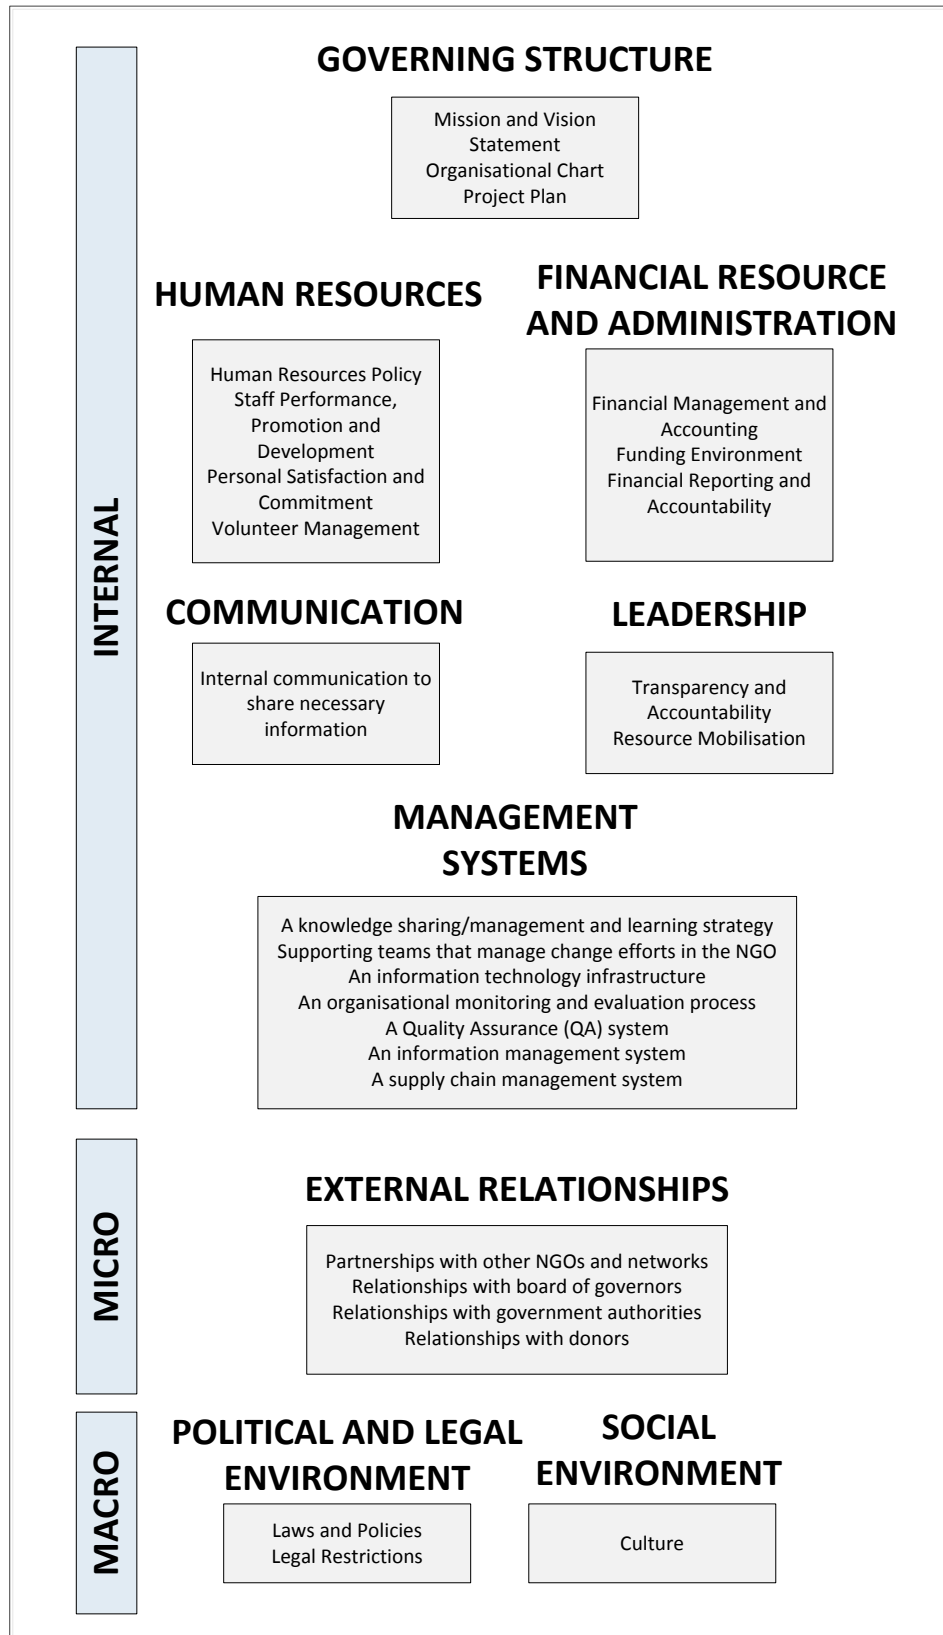 INTERNAL
GOVERNING STRUCTURE
Mission and Vision
Statement
Organisational Chart
Project Plan
HUMAN RESOURCES
Human Resources Policy
Staff Performance,
Promotion and
Development
Personal Satisfaction and
Commitment
Volunteer Management
FINANCIAL RESOURCE
AND ADMINISTRATION
Financial Management and
Accounting
Funding Environment
Financial Reporting and
Accountability
COMMUNICATION
Internal communication to
share necessary
information
LEADERSHIP
Transparency and
Accountability
Resource Mobilisation
MANAGEMENT
SYSTEMS
A knowledge sharing/management and learning strategy
Supporting teams that manage change efforts in the NGO
An information technology infrastructure
An organisational monitoring and evaluation process
A Quality Assurance (QA) system
An information management system
A supply chain management system
MICRO
EXTERNAL RELATIONSHIPS
Partnerships with other NGOs and networks
Relationships with board of governors
Relationships with government authorities
Relationships with donors
MACRO
POLITICAL AND LEGAL
ENVIRONMENT
Laws and Policies
Legal Restrictions
SOCIAL
ENVIRONMENT
Culture